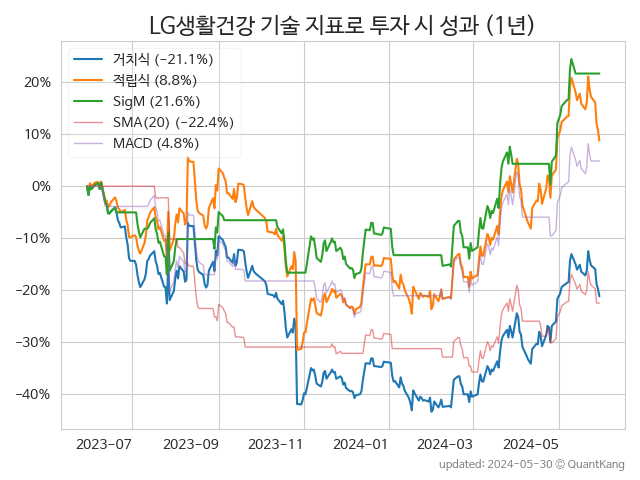 LG생활건강 기술 지표로 투자 시 성과 (1년)
거치식 (−21.1%)
적립식 (8.8%)
SigM (21.6%)
SMA(20) (−22.4%)
MACD (4.8%)
20%
10%
0%
−10%
−20%
−30%
−40%
2023-07
2023-09
2023-11
2024-01
2024-03
2024-05
updated: 2024-05-30 © QuantKang